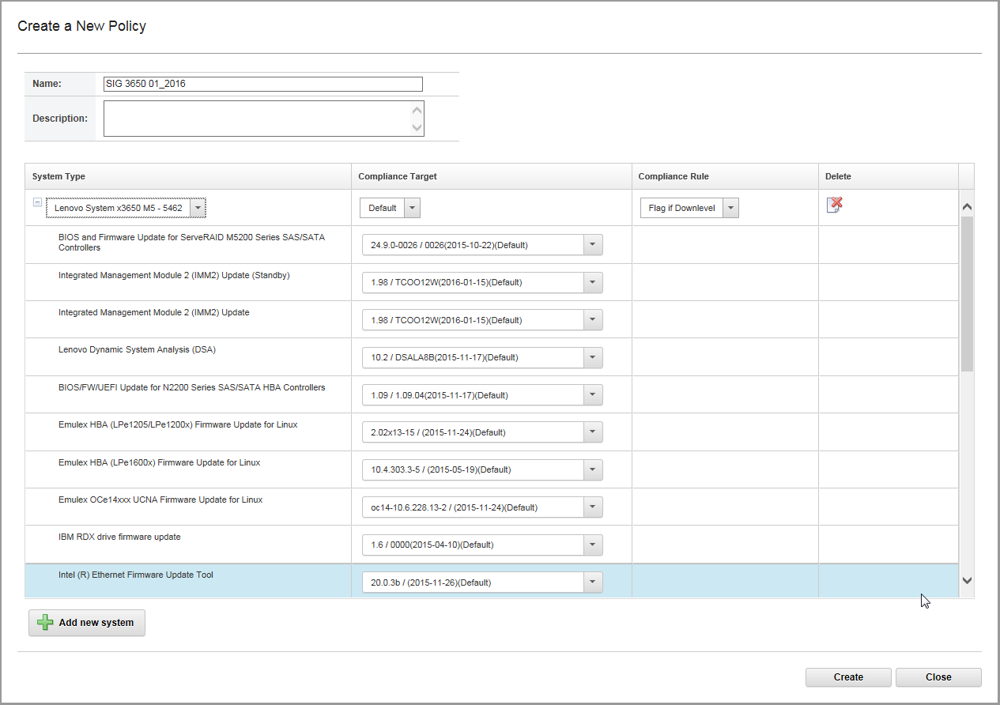 Create a New Policy
Name:
SIG 3650 01_2016
Description:
System Type
Compliance Target
Compliance Rule
Delete
Lenovo System x3650 M5 - 5462
Default
Flag if Downlevel
BIOS and Firmware Update for ServeRAID M5200 Series SAS/SATA
Controllers
24.9.0-0026 / 0026(2015-10-22)(Default)
Integrated Management Module 2 (IMM2) Update (Standby)
1.98 / TCOO12W(2016-01-15)(Default)
Integrated Management Module 2 (IMM2) Update
1.98 / TCOO12W(2016-01-15)(Default)
Lenovo Dynamic System Analysis (DSA)
10.2 / DSALA8B(2015-11-17)(Default)
BIOS/FW/UEFI Update for N2200 Series SAS/SATA HBA Controllers
1.09 / 1.09.04(2015-11-17)(Default)
Emulex HBA (LPe1205/LPe1200x) Firmware Update for Linux
2.02x13-15 / (2015-11-24)(Default)
Emulex HBA (LPe1600x) Firmware Update for Linux
10.4.303.3-5 / (2015-05-19)(Default)
Emulex OCe14xxx UCNA Firmware Update for Linux
oc14-10.6.228.13-2 / (2015-11-24)(Default)
IBM RDX drive firmware update
1.6 / 0000(2015-04-10)(Default)
Intel (R) Ethernet Firmware Update Tool
20.0.3b / (2015-11-26)(Default)
Add new system
Create
Close